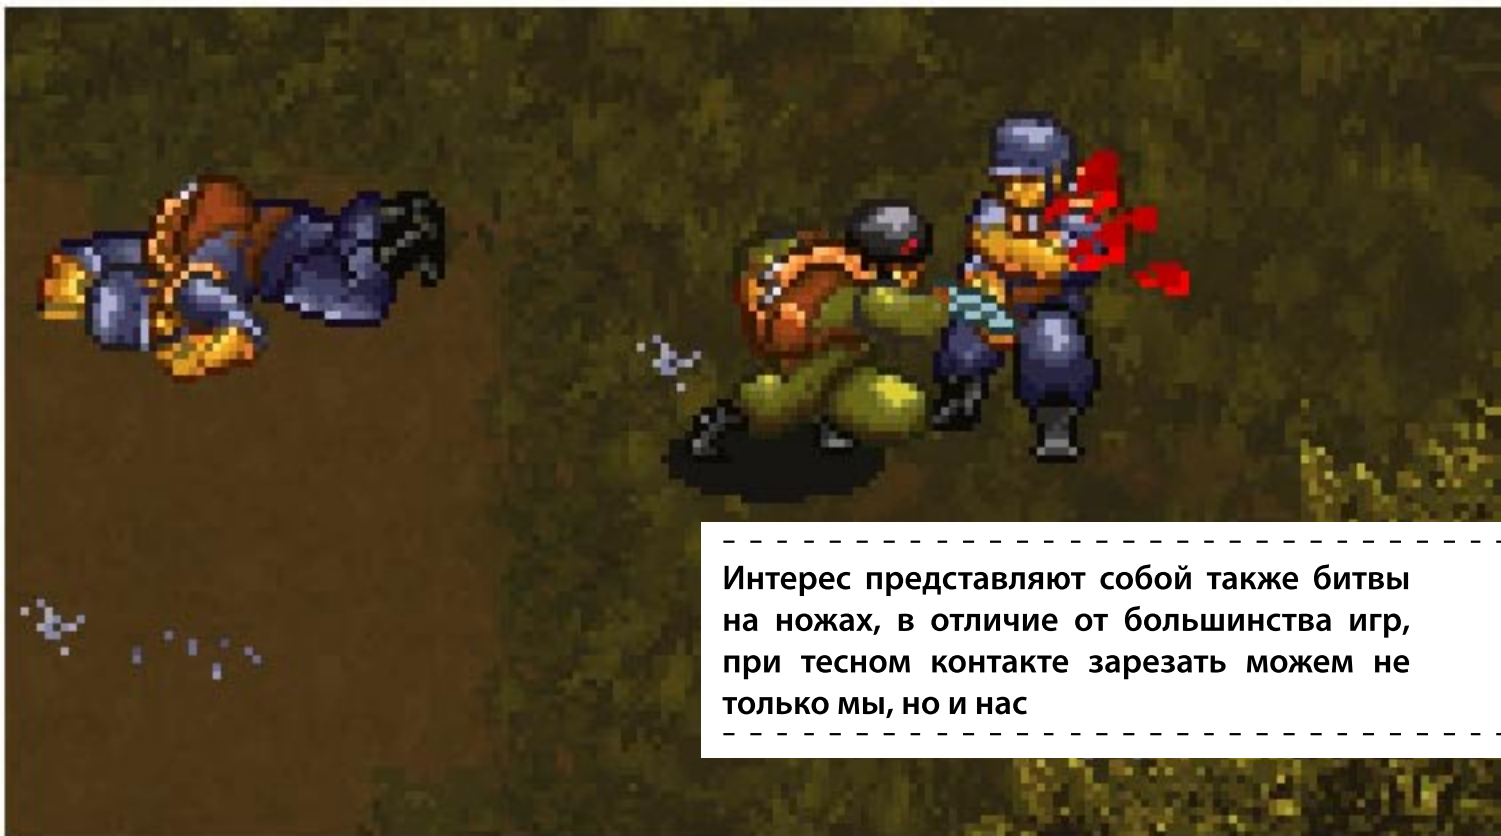 Интерес представляют собой также битвы
на ножах, в отличие от большинства игр,
при тесном контакте зарезать можем не
только мы, но и нас